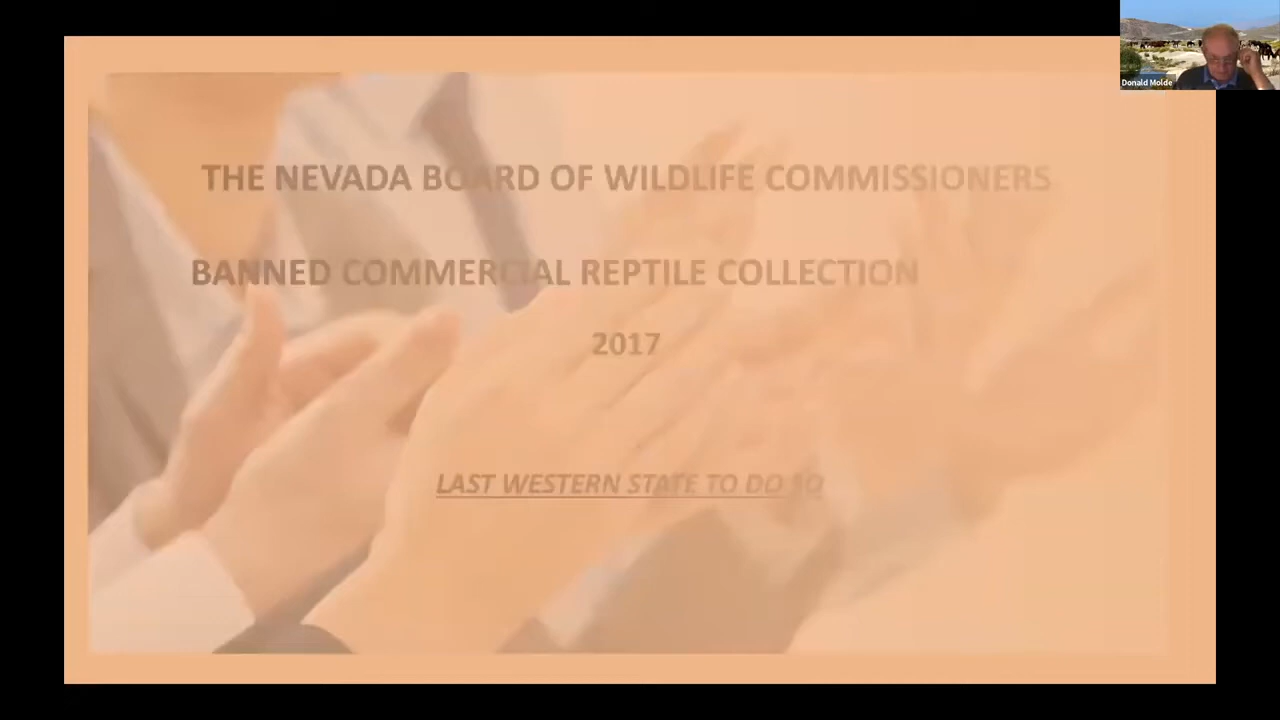 Donald Molde
THE NEVADA BOARD OF WILDLIFE COMMISSIONERS
BANNED COMMERCIAL REPTILE COLLECTION
2017
LAST WESTERN STATE TO DO SO